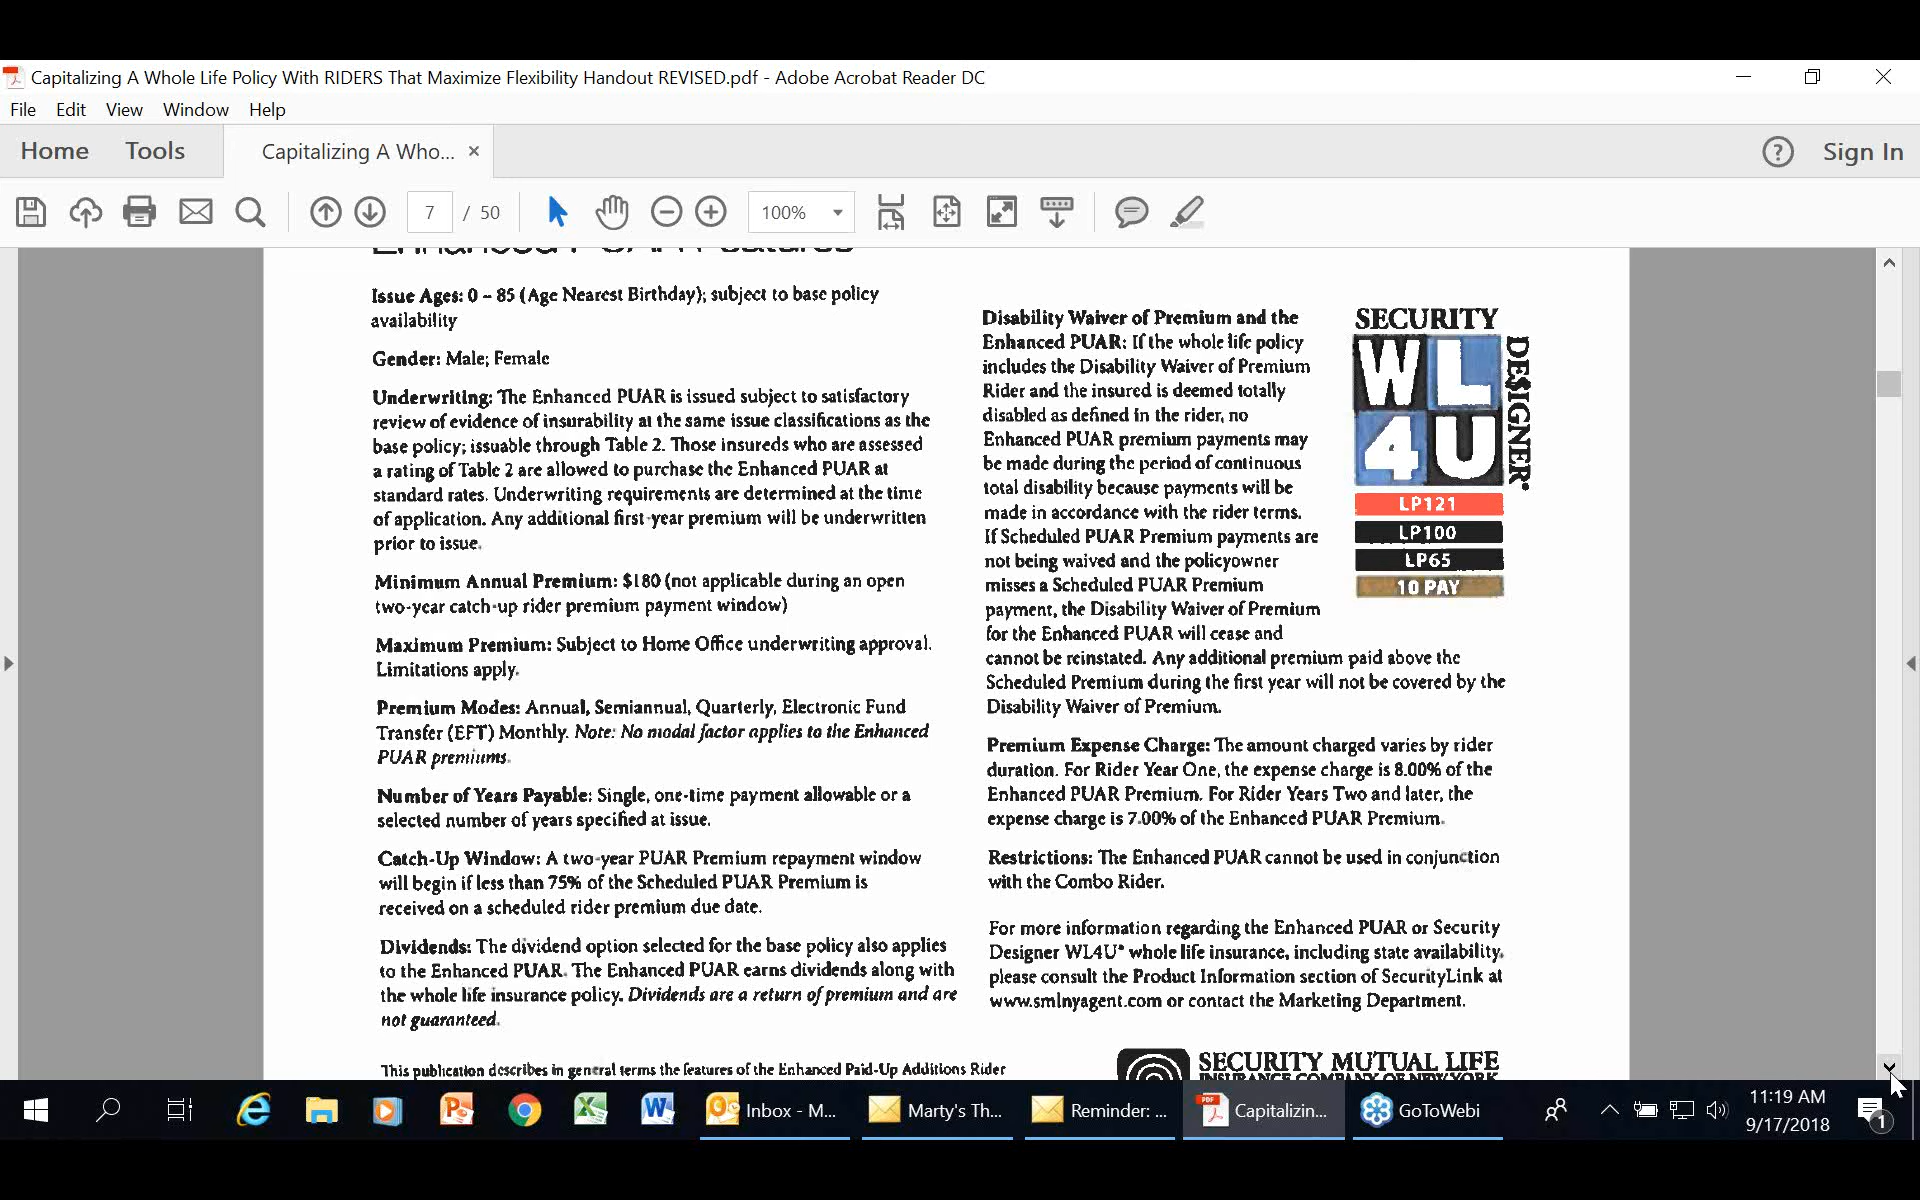 Capitalizing A Whole Life Policy With RIDERS That Maximize Flexibility Handout REVISED.pdf - Adobe Acrobat Reader DC
File Edit View Window Help
Home Tools Capitalizing A Who... × ? Sign In
7 / 50 100%
Issue Ages: 0 – 85 (Age Nearest Birthday); subject to base policy
availability
Gender: Male; Female
Underwriting: The Enhanced PUAR is issued subject to satisfactory
review of evidence of insurability at the same issue classifications as the
base policy; issuable through Table 2. Those insureds who are assessed
a rating of Table 2 are allowed to purchase the Enhanced PUAR at
standard rates. Underwriting requirements are determined at the time
of application. Any additional first-year premium will be underwritten
prior to issue.
Minimum Annual Premium: $180 (not applicable during an open
two-year catch-up rider premium payment window)
Maximum Premium: Subject to Home Office underwriting approval.
Limitations apply.
Premium Modes: Annual, Semiannual, Quarterly, Electronic Fund
Transfer (EFT) Monthly. Note: No modal factor applies to the Enhanced
PUAR premiums.
Number of Years Payable: Single, one-time payment allowable or a
selected number of years specified at issue.
Catch-Up Window: A two-year PUAR Premium repayment window
will begin if less than 75% of the Scheduled PUAR Premium is
received on a scheduled rider premium due date.
Dividends: The dividend option selected for the base policy also applies
to the Enhanced PUAR. The Enhanced PUAR earns dividends along with
the whole life insurance policy. Dividends are a return of premium and are
not guaranteed.
This publication describes in general terms the features of the Enhanced Paid-Up Additions Rider
Disability Waiver of Premium and the
Enhanced PUAR: If the whole life policy
includes the Disability Waiver of Premium
Rider and the insured is deemed totally
disabled as defined in the rider, no
Enhanced PUAR premium payments may
be made during the period of continuous
total disability because payments will be
made in accordance with the rider terms.
If Scheduled PUAR Premium payments are
not being waived and the policyowner
misses a Scheduled PUAR Premium
payment, the Disability Waiver of Premium
for the Enhanced PUAR will cease and
cannot be reinstated. Any additional premium paid above the
Scheduled Premium during the first year will not be covered by the
Disability Waiver of Premium.
Premium Expense Charge: The amount charged varies by rider
duration. For Rider Year One, the expense charge is 8.00% of the
Enhanced PUAR Premium. For Rider Years Two and later, the
expense charge is 7.00% of the Enhanced PUAR Premium.
Restrictions: The Enhanced PUAR cannot be used in conjunction
with the Combo Rider.
For more information regarding the Enhanced PUAR or Security
Designer WL4U® whole life insurance, including state availability,
please consult the Product Information section of SecurityLink at
www.smlnyagent.com or contact the Marketing Department.
SECURITY
WL
4U
DE$IGNER®
LP121
LP100
LP65
10 PAY
SECURITY MUTUAL LIFE
INSURANCE COMPANY OF NEW YORK
Inbox - M... Marty's Th... Reminder: ... Capitalizin... GoToWebi
11:19 AM
9/17/2018
1